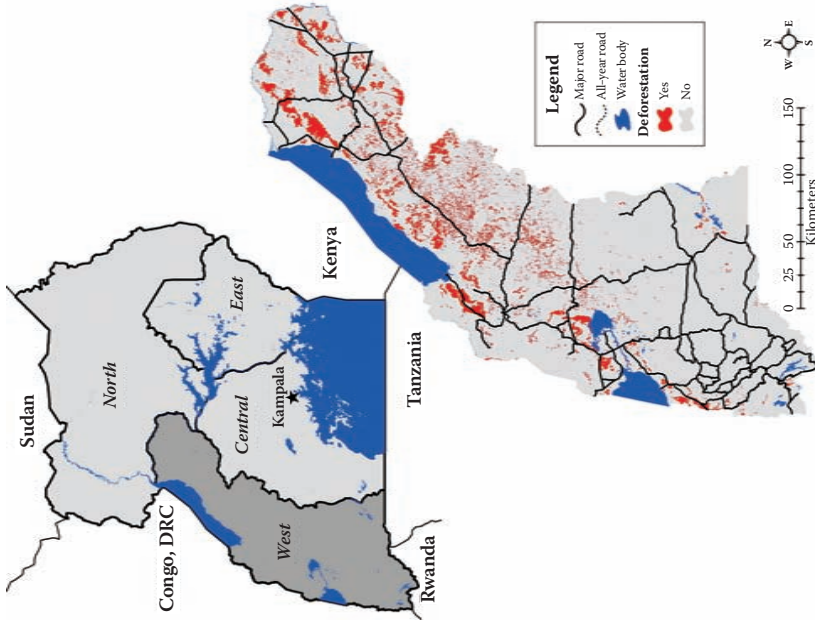 Sudan
North
East
Central
Kampala
Kenya
Congo, DRC
West
Tanzania
Rwanda
Legend
Major road
All-year road
Water body
Deforestation
Yes
No
N
W
E
S
0
25
50
100
150
Kilometers